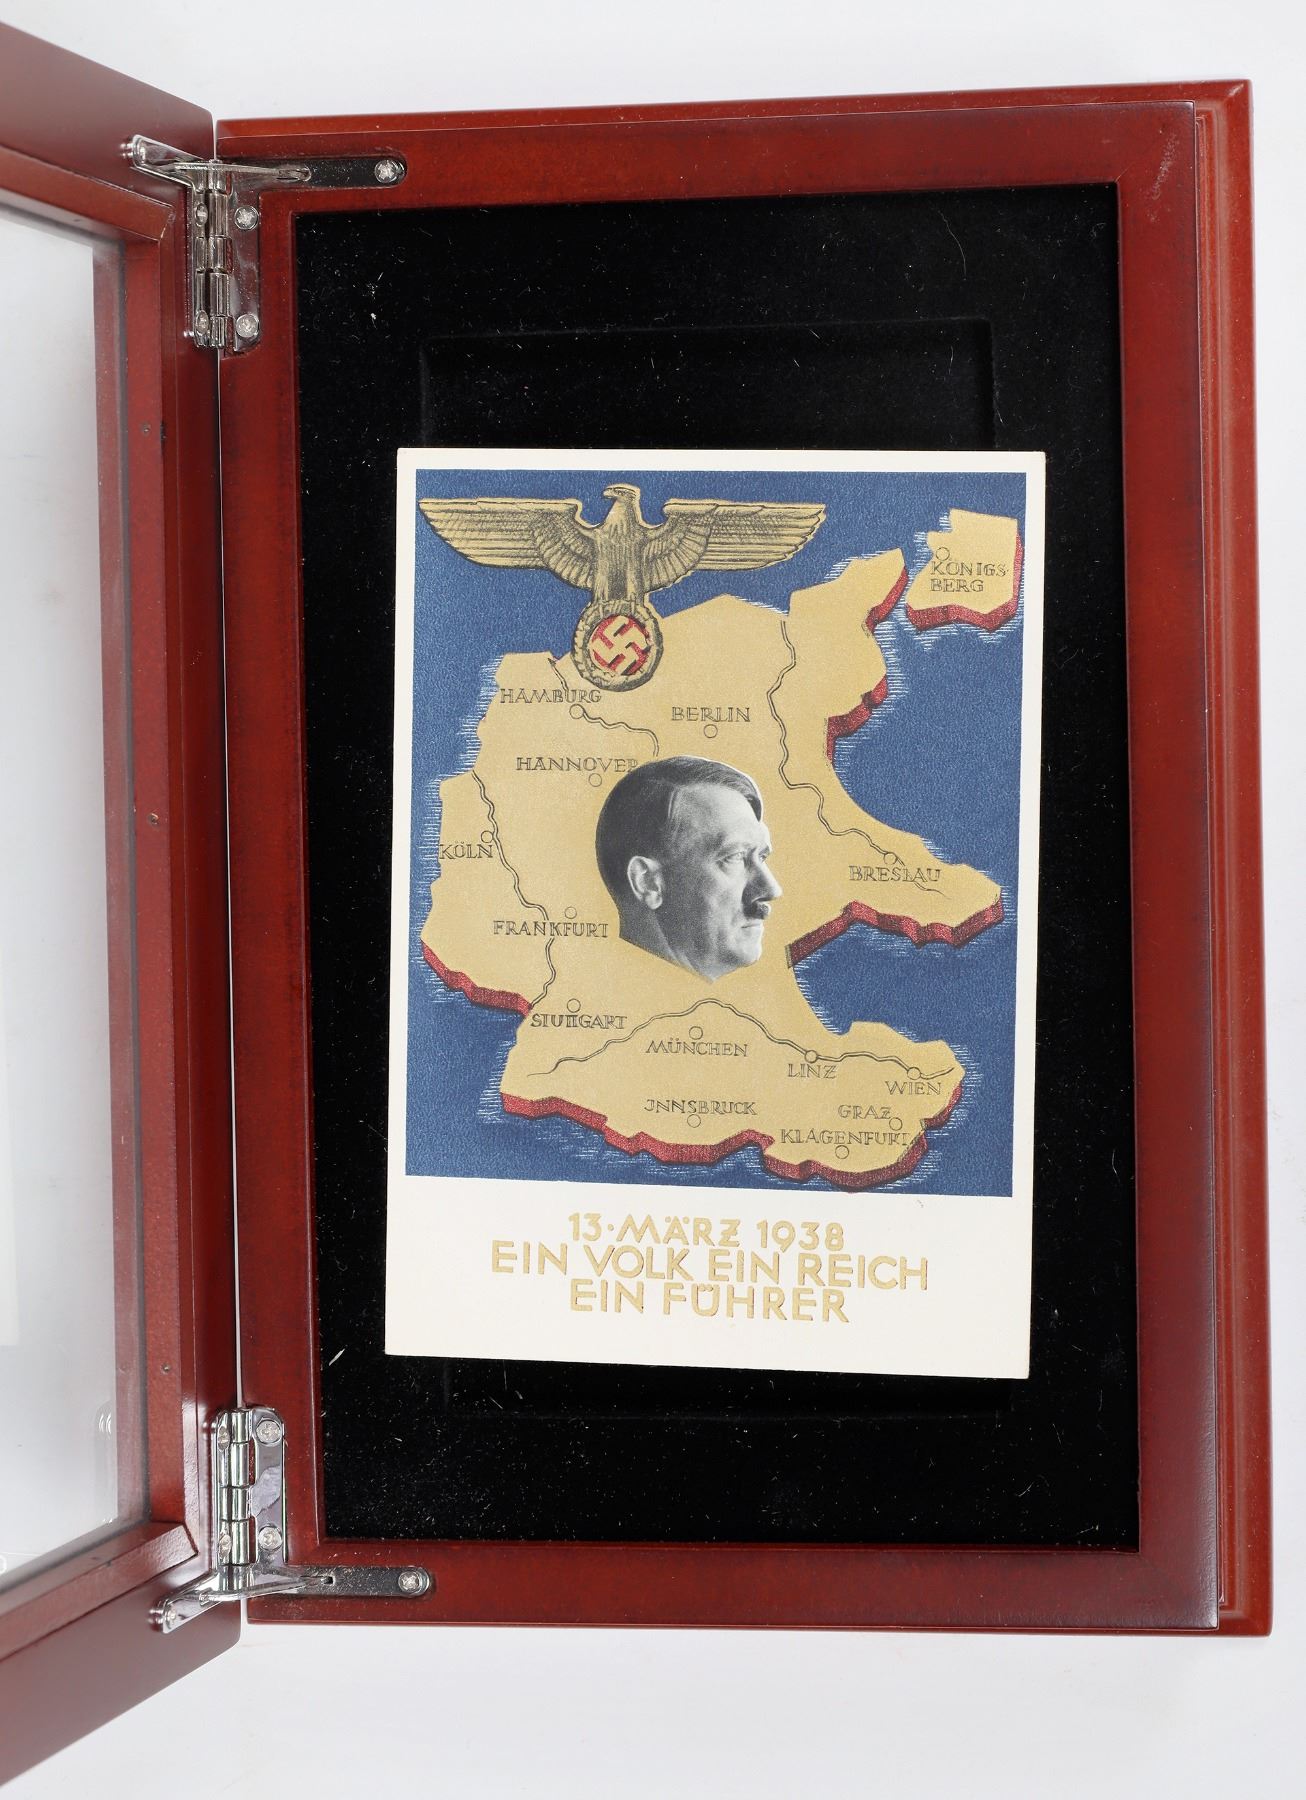 KÖNIGS-
BERG
HAMBURG
BERLIN
HANNOVER
KÖLN
BRESLAU
FRANKFURT
STUTTGART
MÜNCHEN
LINZ
WIEN
JNNSBRUCK
GRAZ
KLAGENFURT
13·MÄRZ 1938
EIN VOLK EIN REICH
EIN FÜHRER